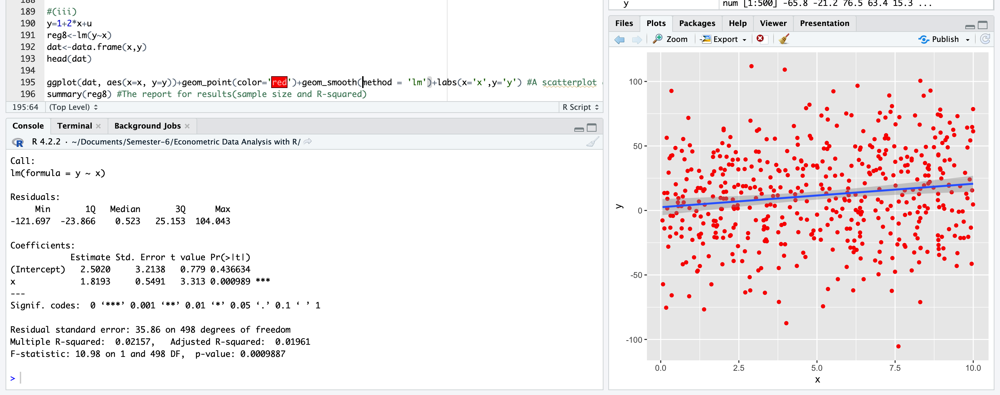 188
189 #(iii)
190 y=1+2*x+u
191 reg8<-lm(y~x)
192 dat<-data.frame(x,y)
193 head(dat)
194
195 ggplot(dat, aes(x=x, y=y))+geom_point(color='red')+geom_smooth(method = 'lm')+labs(x='x',y='y') #A scatterplot
196 summary(reg8) #The report for results(sample size and R-squared)
195:64 (Top Level) R Script
Console Terminal Background Jobs
R 4.2.2 · ~/Documents/Semester-6/Econometric Data Analysis with R/
Call:
lm(formula = y ~ x)
Residuals:
Min 1Q Median 3Q Max
-121.697 -23.866 0.523 25.153 104.043
Coefficients:
Estimate Std. Error t value Pr(>|t|)
(Intercept) 2.5020 3.2138 0.779 0.436634
x 1.8193 0.5491 3.313 0.000989 ***
---
Signif. codes: 0 ‘***’ 0.001 ‘**’ 0.01 ‘*’ 0.05 ‘.’ 0.1 ‘ ’ 1
Residual standard error: 35.86 on 498 degrees of freedom
Multiple R-squared: 0.02157, Adjusted R-squared: 0.01961
F-statistic: 10.98 on 1 and 498 DF, p-value: 0.0009887
>
y num [1:500] -65.8 -21.2 76.5 63.4 15.3 ...
Files Plots Packages Help Viewer Presentation
Zoom Export Publish
100
50
0
-50
-100
y
0.0 2.5 5.0 7.5 10.0
x